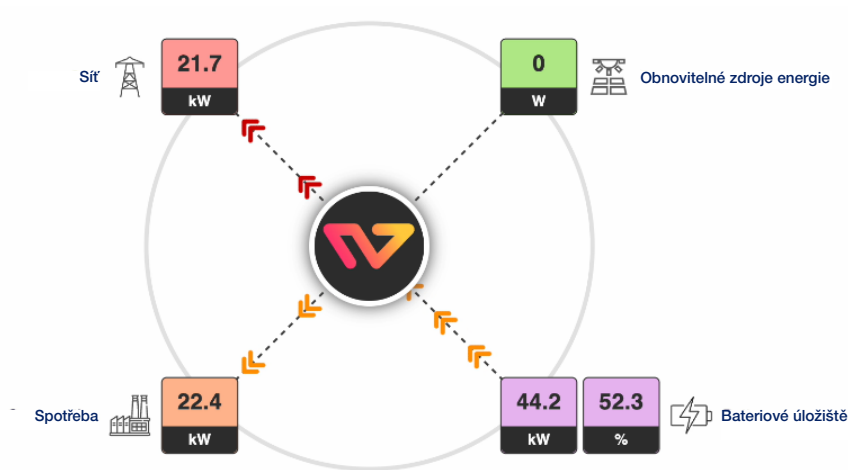 Síť
21.7
kW
0
W
Obnovitelné zdroje energie
Spotřeba
22.4
kW
44.2
kW
52.3
%
Bateriové úložiště